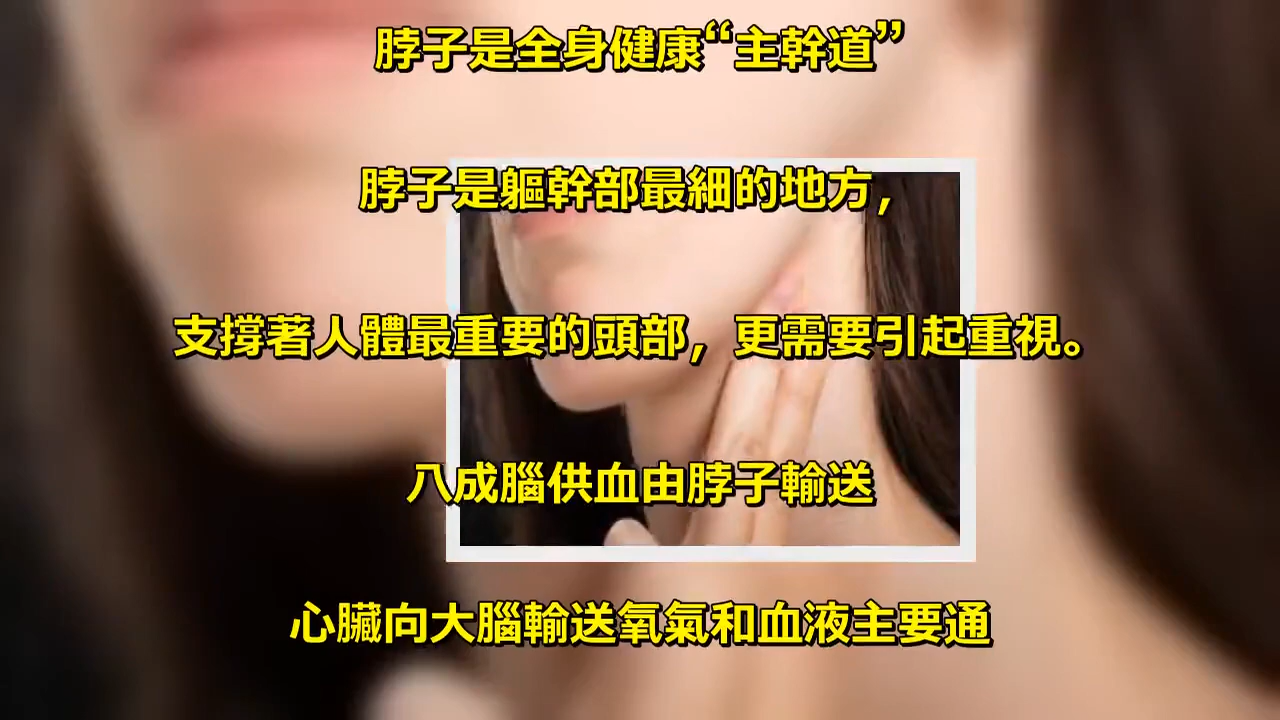 脖子是全身健康“主幹道”
脖子是軀幹部最細的地方，
支撐著人體最重要的頭部，更需要引起重視。
八成腦供血由脖子輸送
心臟向大腦輸送氧氣和血液主要通